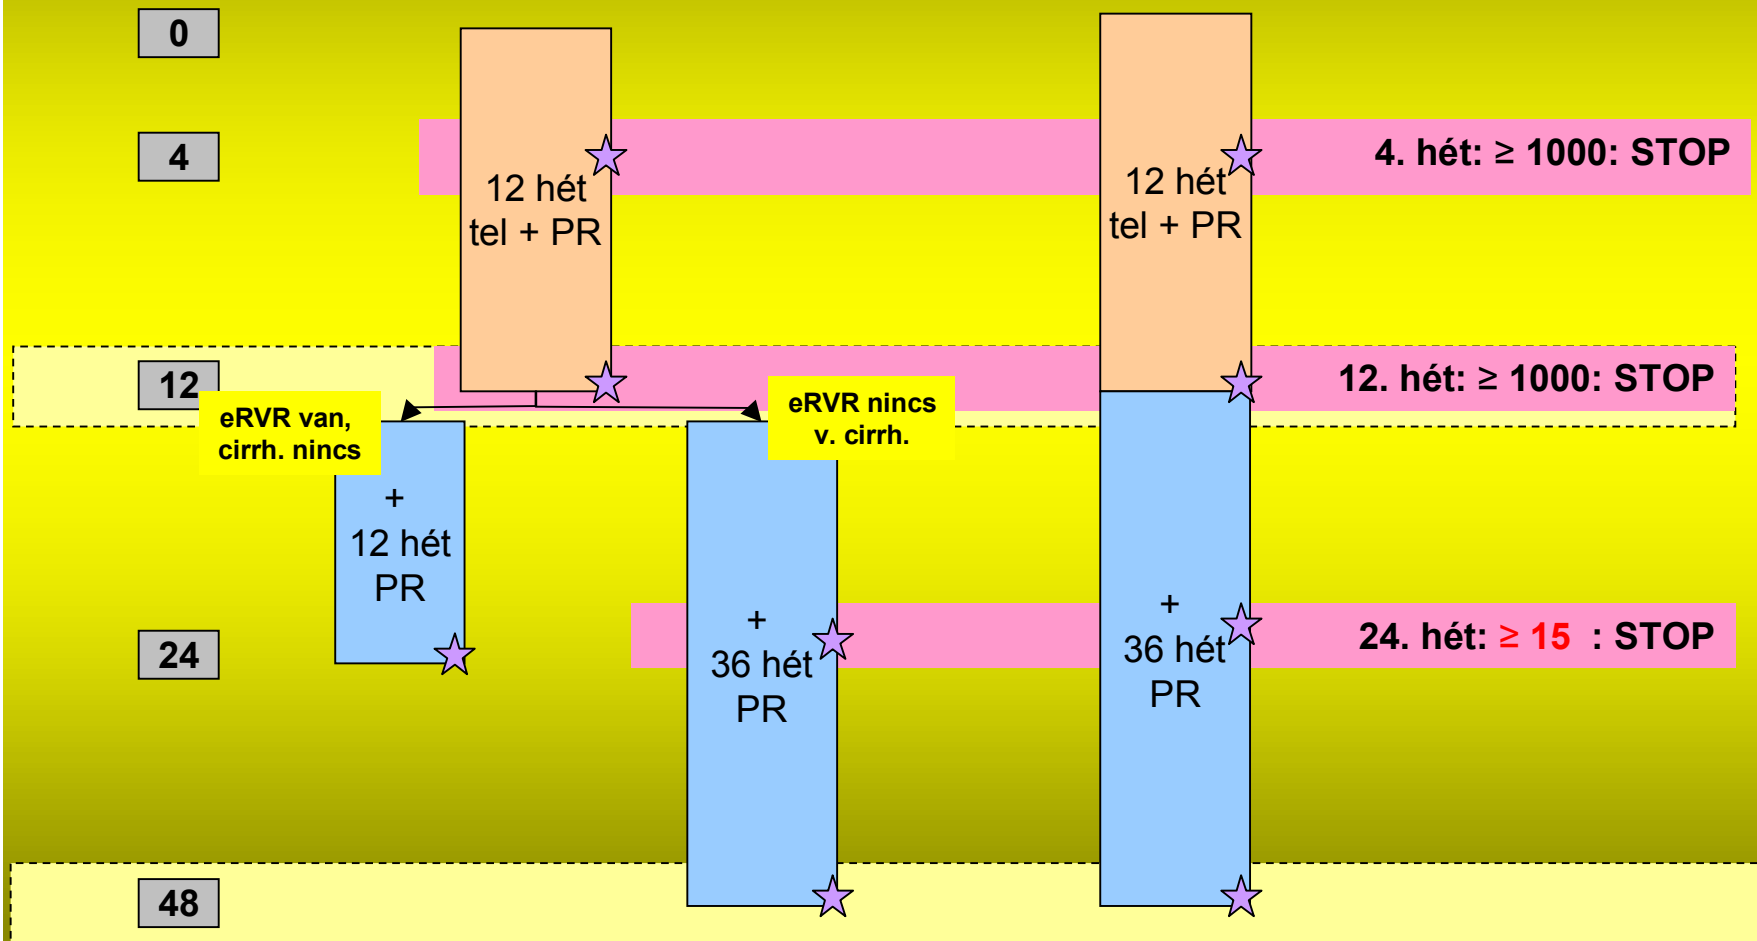 0
4
12 hét
tel + PR
12 hét
tel + PR
4. hét: ≥ 1000: STOP
12
12. hét: ≥ 1000: STOP
eRVR van,
cirrh. nincs
eRVR nincs
v. cirrh.
+
12 hét
PR
24
+
36 hét
PR
+
36 hét
PR
24. hét: ≥ 15 : STOP
48